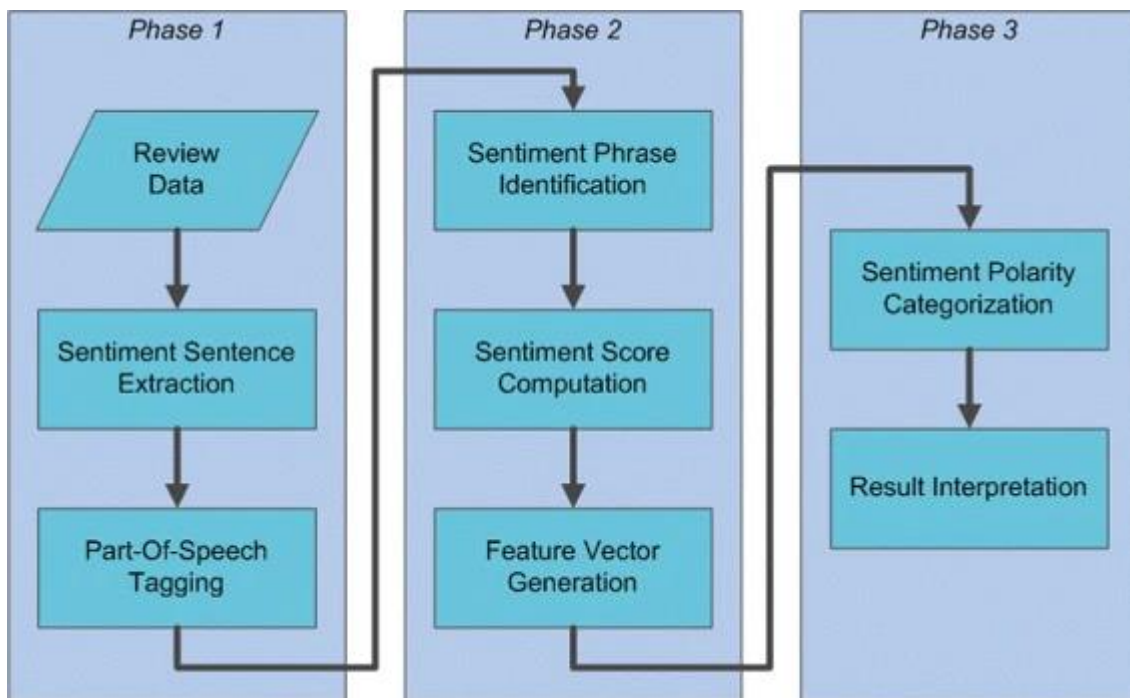 Phase 1
Review
Data
Sentiment Sentence
Extraction
Part-Of-Speech
Tagging
Phase 2
Sentiment Phrase
Identification
Sentiment Score
Computation
Feature Vector
Generation
Phase 3
Sentiment Polarity
Categorization
Result Interpretation